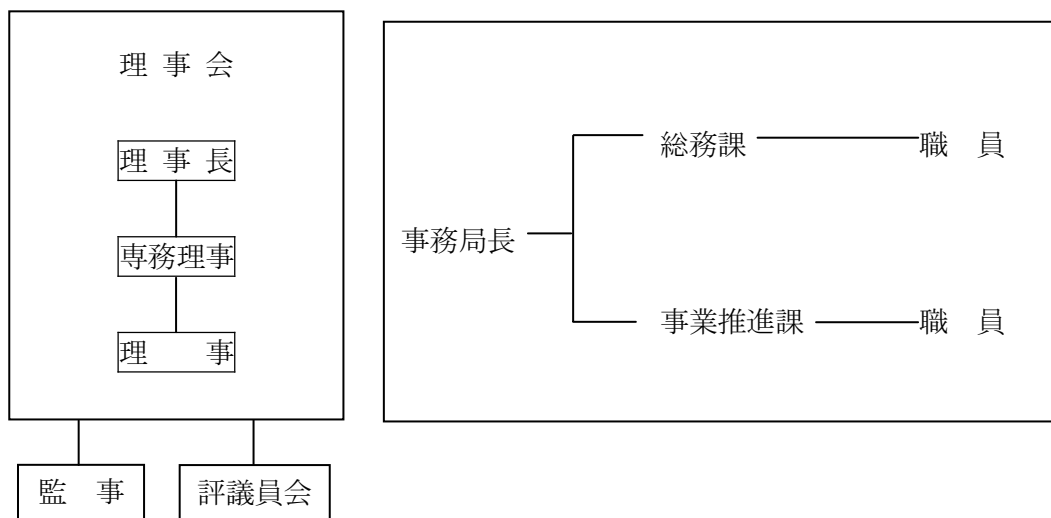 理 事 会
理 事 長
専務理事
理　　事
監　事
評議員会
事務局長
総務課
職　員
事業推進課
職　員